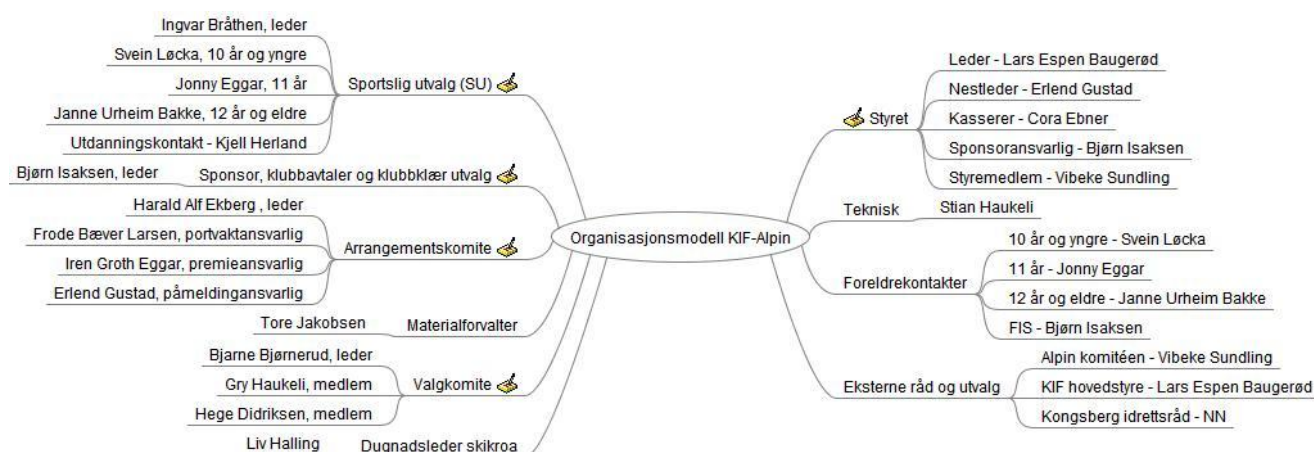 Ingvar Bråthen, leder
Svein Løcka, 10 år og yngre
Jonny Eggar, 11 år
Janne Urheim Bakke, 12 år og eldre
Utdanningskontakt - Kjell Herland
Sportslig utvalg (SU)
Bjørn Isaksen, leder
Sponsor, klubbavtaler og klubbklær utvalg
Harald Alf Ekberg , leder
Frode Bæver Larsen, portvaktansvarlig
Iren Groth Eggar, premieansvarlig
Erlend Gustad, påmeldingansvarlig
Arrangementskomite
Tore Jakobsen
Materialforvalter
Bjarne Bjørnerud, leder
Gry Haukeli, medlem
Hege Didriksen, medlem
Valgkomite
Liv Halling
Dugnadsleder skikroa
Organisasjonsmodell KIF-Alpin
Styret
Leder - Lars Espen Baugerød
Nestleder - Erlend Gustad
Kasserer - Cora Ebner
Sponsoransvarlig - Bjørn Isaksen
Styremedlem - Vibeke Sundling
Teknisk
Stian Haukeli
Foreldrekontakter
10 år og yngre - Svein Løcka
11 år - Jonny Eggar
12 år og eldre - Janne Urheim Bakke
FIS - Bjørn Isaksen
Eksterne råd og utvalg
Alpin komitéen - Vibeke Sundling
KIF hovedstyre - Lars Espen Baugerød
Kongsberg idrettsråd - NN